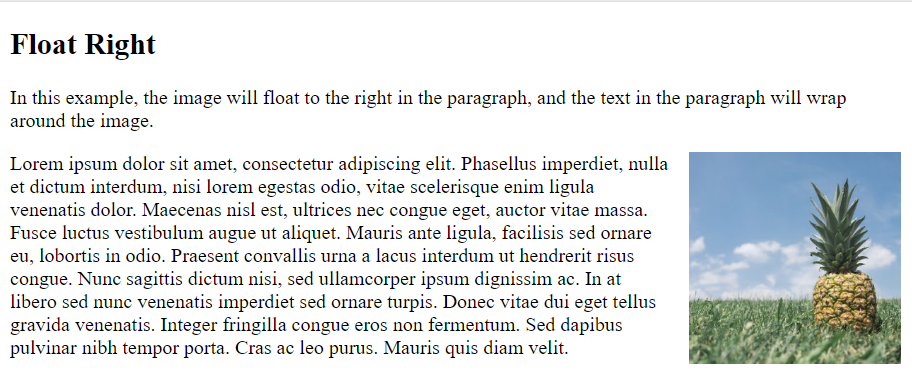 Float Right
In this example, the image will float to the right in the paragraph, and the text in the paragraph will wrap
around the image.
Lorem ipsum dolor sit amet, consectetur adipiscing elit. Phasellus imperdiet, nulla
et dictum interdum, nisi lorem egestas odio, vitae scelerisque enim ligula
venenatis dolor. Maecenas nisl est, ultrices nec congue eget, auctor vitae massa.
Fusce luctus vestibulum augue ut aliquet. Mauris ante ligula, facilisis sed ornare
eu, lobortis in odio. Praesent convallis urna a lacus interdum ut hendrerit risus
congue. Nunc sagittis dictum nisi, sed ullamcorper ipsum dignissim ac. In at
libero sed nunc venenatis imperdiet sed ornare turpis. Donec vitae dui eget tellus
gravida venenatis. Integer fringilla congue eros non fermentum. Sed dapibus
pulvinar nibh tempor porta. Cras ac leo purus. Mauris quis diam velit.